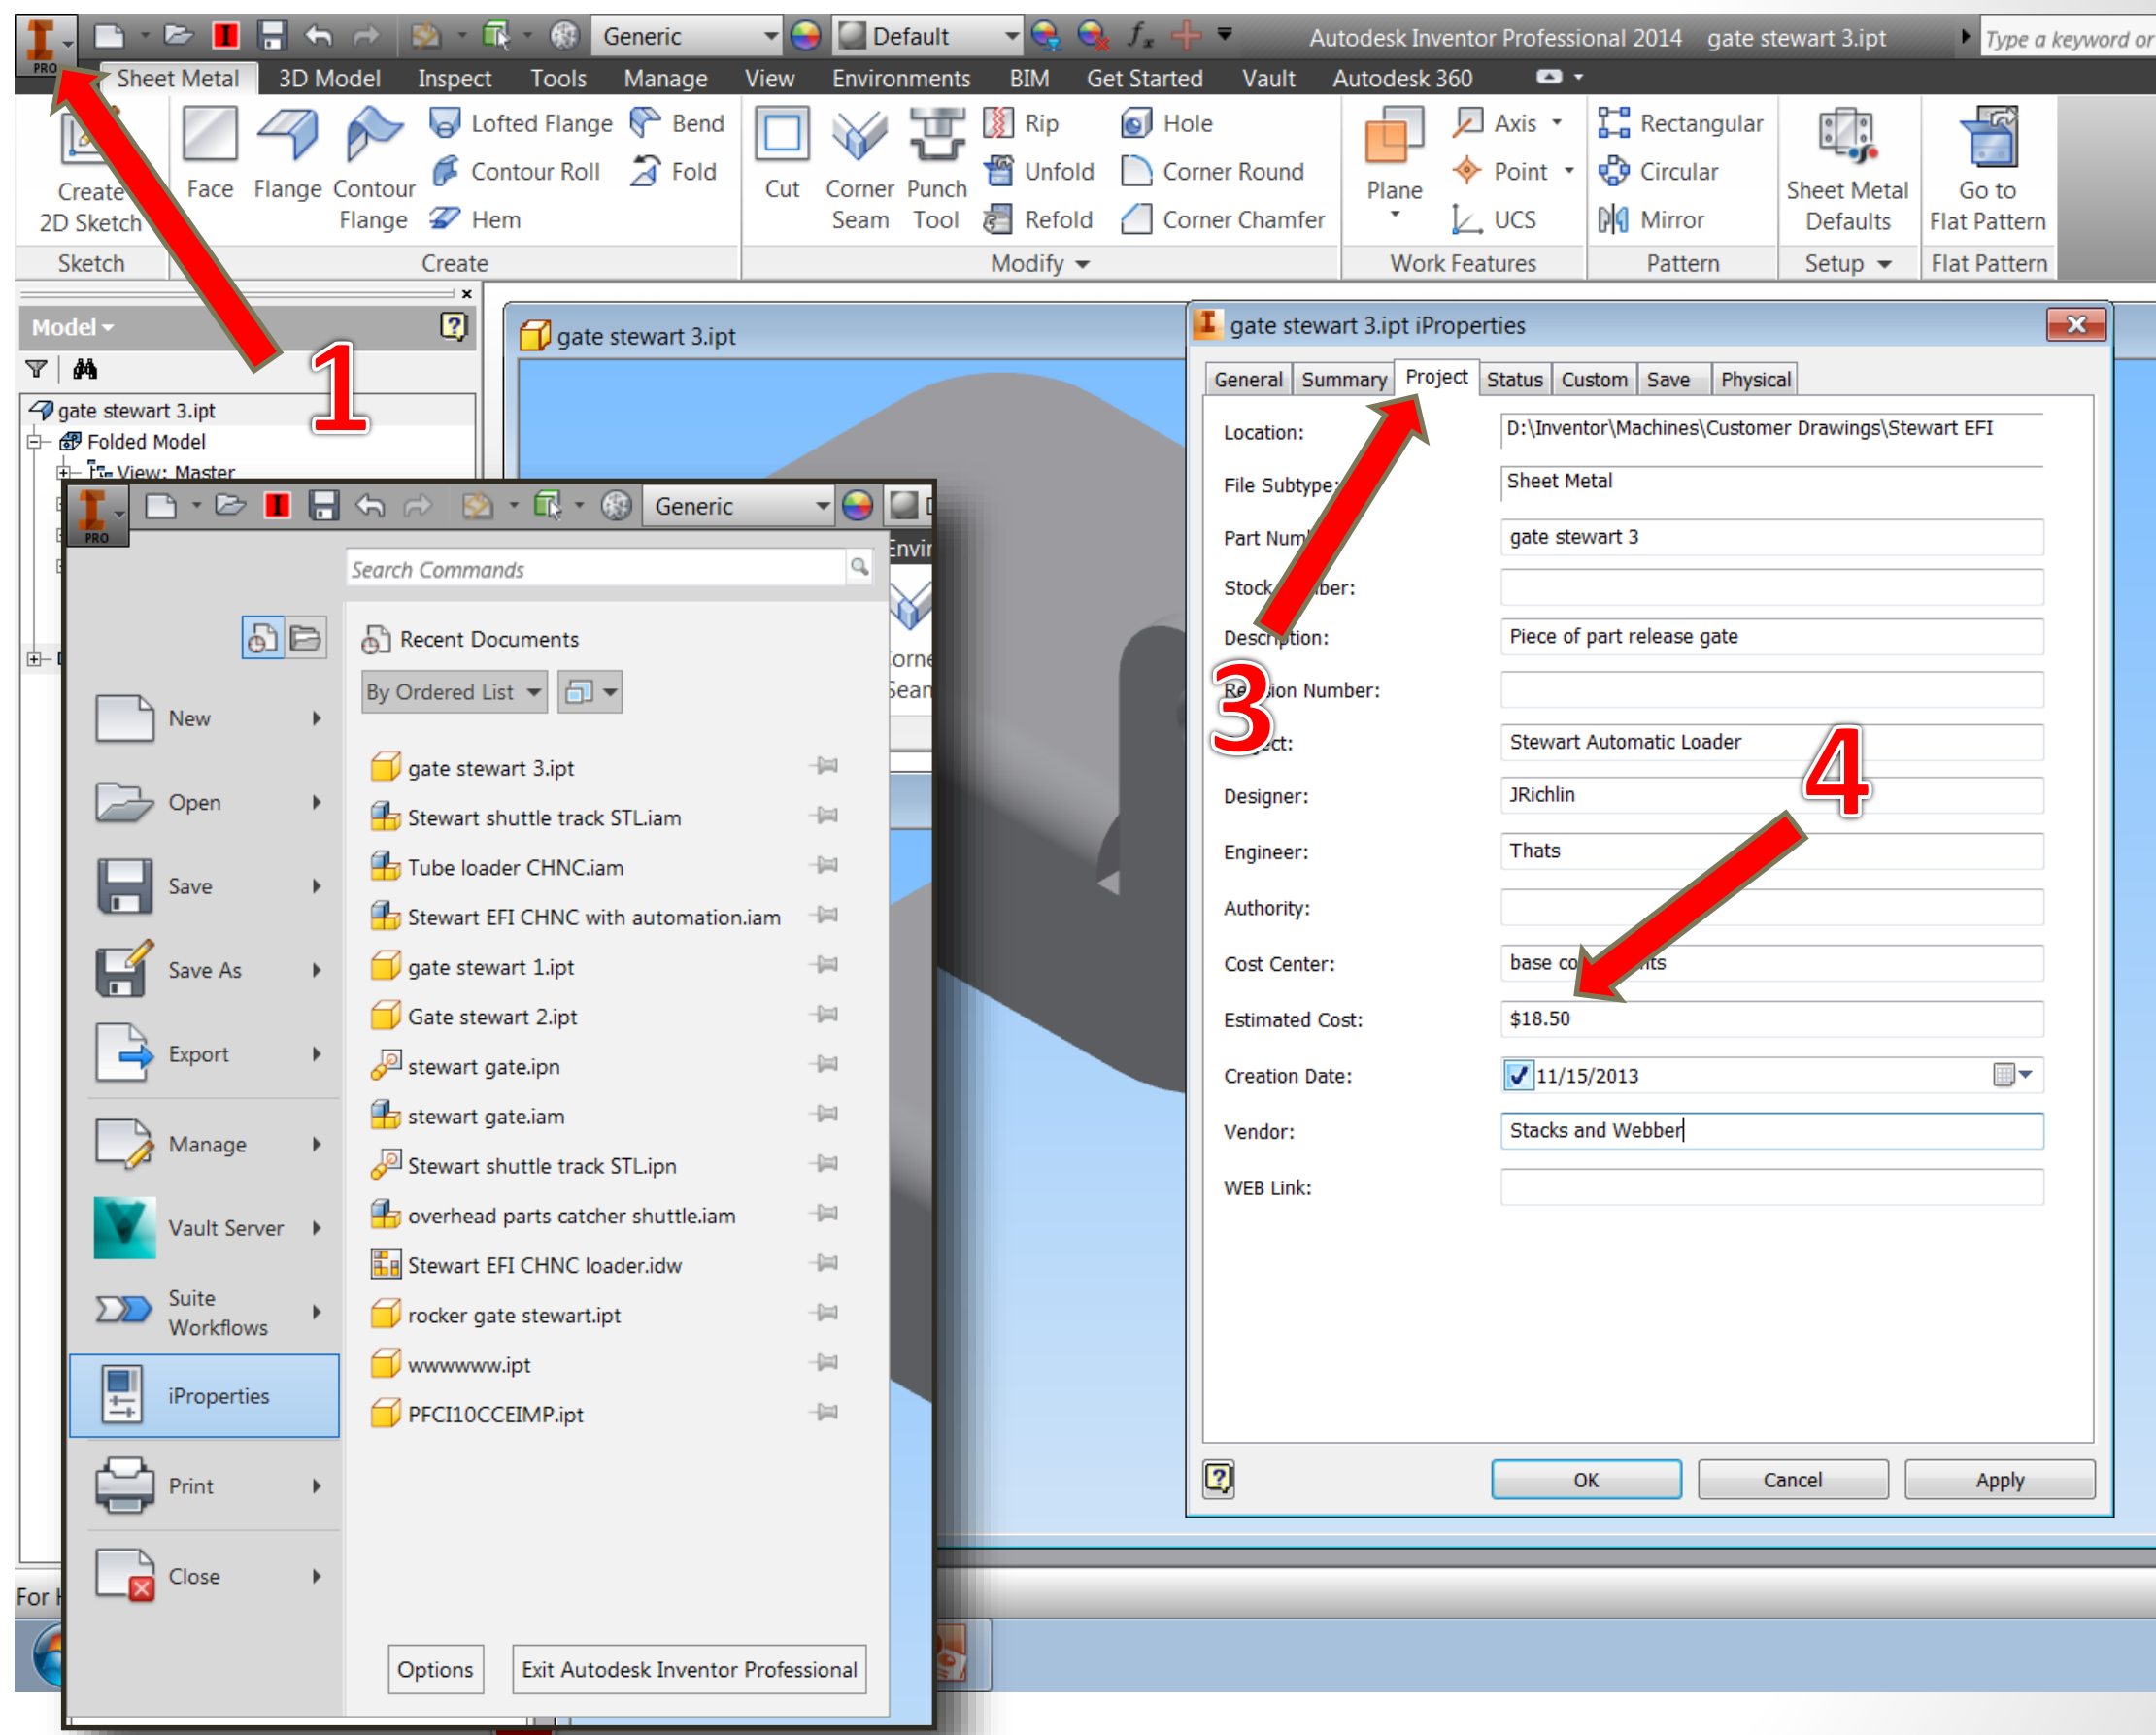 Generic
Default
Autodesk Inventor Professional 2014 gate stewart 3.ipt
Type a keyword or
PRO
Sheet Metal 3D Model Inspect Tools Manage View Environments BIM Get Started Vault Autodesk 360
Create
2D Sketch
Face
Flange
Contour
Flange
Lofted Flange
Contour Roll
Hem
Bend
Fold
Cut
Corner
Seam
Punch
Tool
Rip
Unfold
Refold
Hole
Corner Round
Corner Chamfer
Plane
Axis
Point
UCS
Rectangular
Circular
Mirror
Sheet Metal
Defaults
Go to
Flat Pattern
Sketch Create Modify Work Features Pattern Setup Flat Pattern
Model
gate stewart 3.ipt
Folded Model
View: Master
1
gate stewart 3.ipt
PRO
Generic
Search Commands
Recent Documents
By Ordered List
New
Open
Save
Save As
Export
Manage
Vault Server
Suite
Workflows
iProperties
Print
Close
gate stewart 3.ipt
Stewart shuttle track STL.iam
Tube loader CHNC.iam
Stewart EFI CHNC with automation.iam
gate stewart 1.ipt
Gate stewart 2.ipt
stewart gate.ipn
stewart gate.iam
Stewart shuttle track STL.ipn
overhead parts catcher shuttle.iam
Stewart EFI CHNC loader.idw
rocker gate stewart.ipt
wwwwww.ipt
PFCI10CCEIMP.ipt
Options
Exit Autodesk Inventor Professional
For
gate stewart 3.ipt iProperties
General Summary Project Status Custom Save Physical
Location: D:\Inventor\Machines\Customer Drawings\Stewart EFI
File Subtype: Sheet Metal
Part gate stewart 3
Stock
Description: Piece of part release gate
Number:
3
Stewart Automatic Loader
4
Designer: JRichlin
Engineer: Thats
Authority:
Cost Center: base
Estimated Cost: $18.50
Creation Date: 11/15/2013
Vendor: Stacks and Webber
WEB Link:
OK Cancel Apply